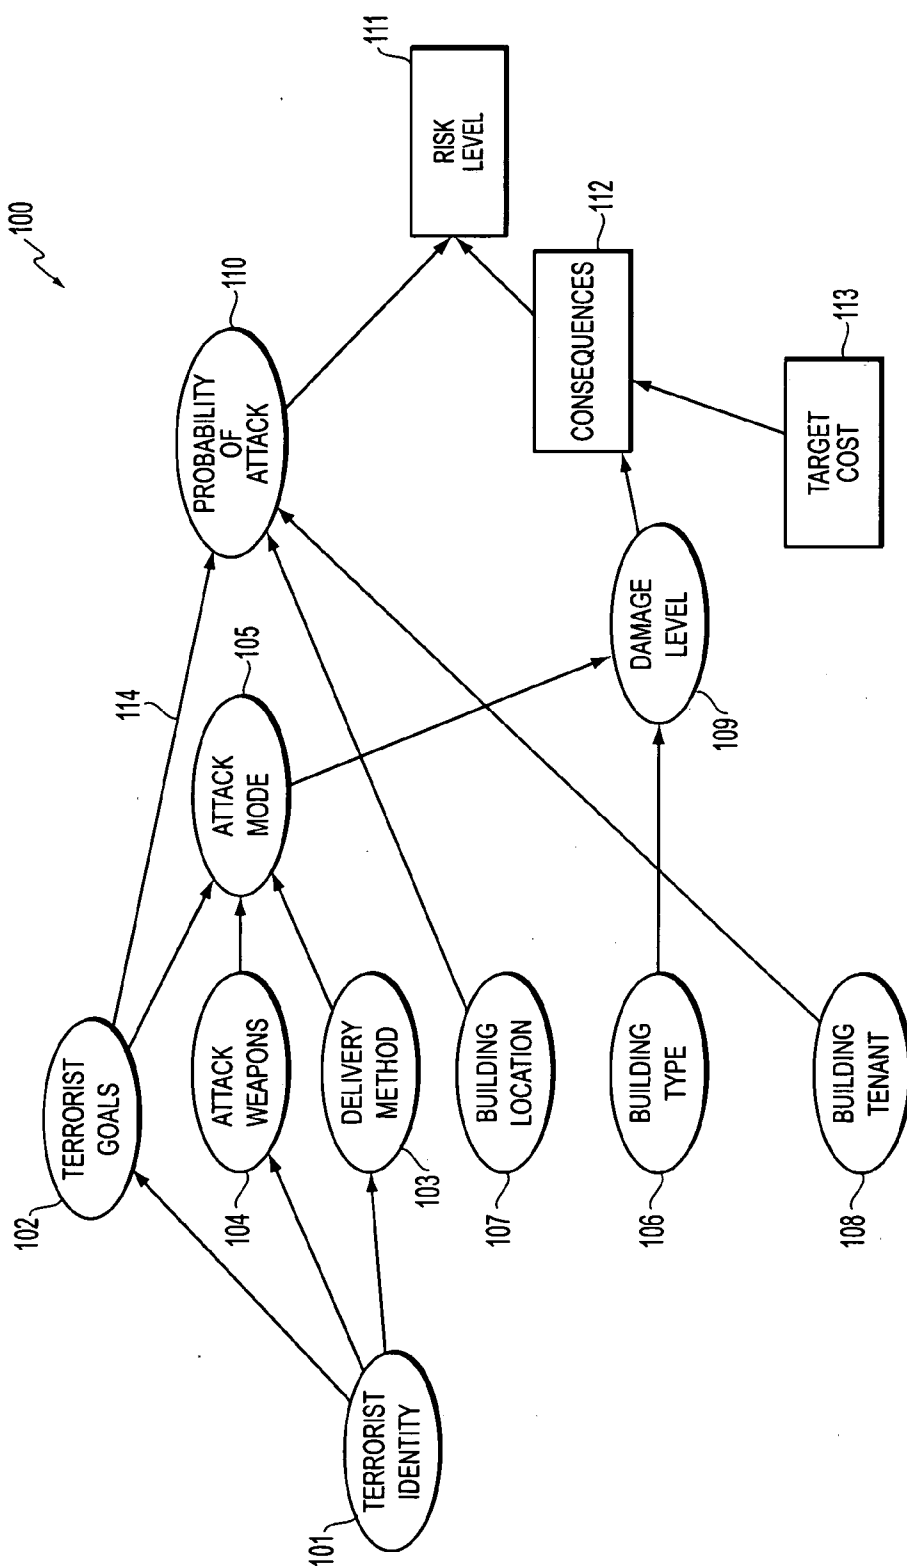 100
TERRORIST
IDENTITY
101
TERRORIST
GOALS
102
ATTACK
WEAPONS
104
DELIVERY
METHOD
103
BUILDING
LOCATION
107
BUILDING
TYPE
106
BUILDING
TENANT
108
ATTACK
MODE
105
114
PROBABILITY
OF
ATTACK
110
DAMAGE
LEVEL
109
CONSEQUENCES
112
TARGET
COST
113
RISK
LEVEL
111